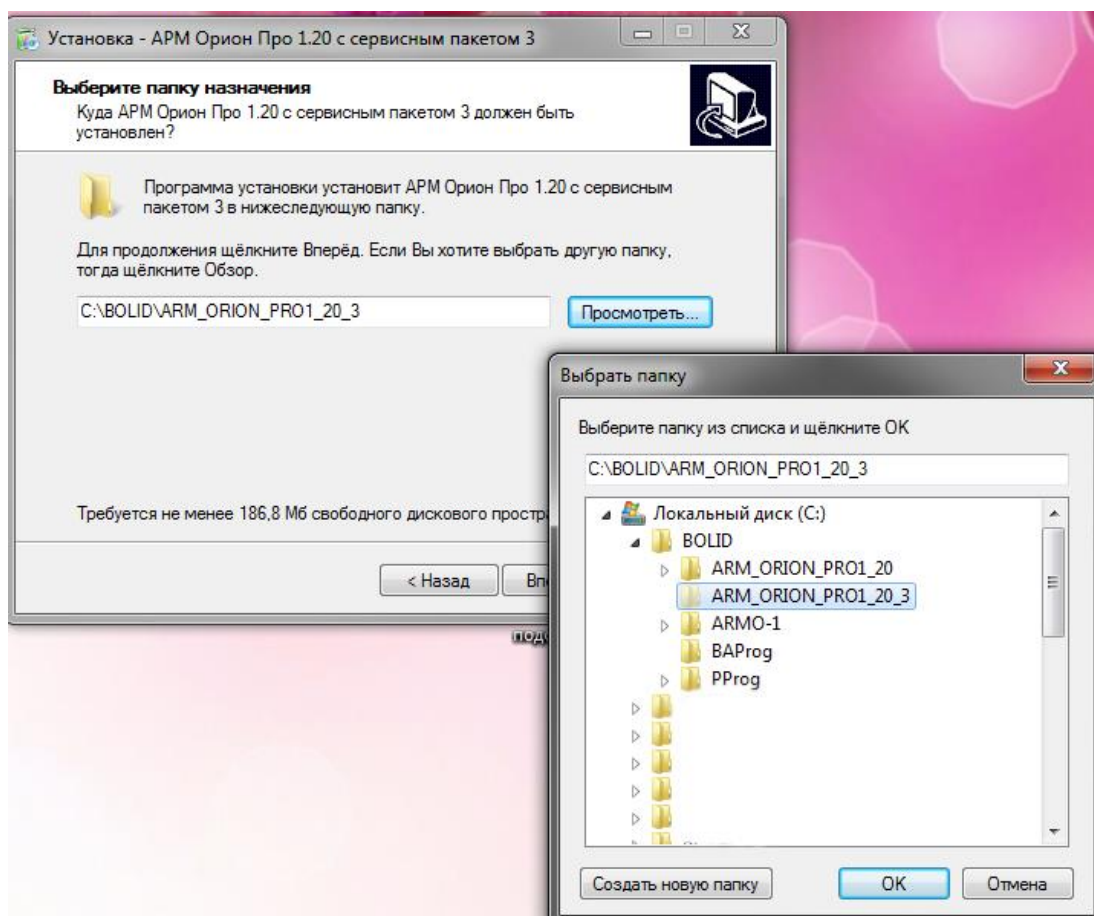 Установка - АРМ Орион Про 1.20 с сервисным пакетом 3
Выберите папку назначения
Куда АРМ Орион Про 1.20 с сервисным пакетом 3 должен быть
установлен?
Программа установки установит АРМ Орион Про 1.20 с сервисным
пакетом 3 в нижеследующую папку.
Для продолжения щёлкните Вперёд. Если Вы хотите выбрать другую папку,
тогда щёлкните Обзор.
C:\BOLID\ARM_ORION_PRO1_20_3
Просмотреть...
Требуется не менее 186,8 Мб свободного дискового
< Назад
Выбрать папку
Выберите папку из списка и щёлкните OK
C:\BOLID\ARM_ORION_PRO1_20_3
Локальный диск (C:)
BOLID
ARM_ORION_PRO1_20
ARM_ORION_PRO1_20_3
ARMO-1
BAProg
PProg
Создать новую папку
OK
Отмена